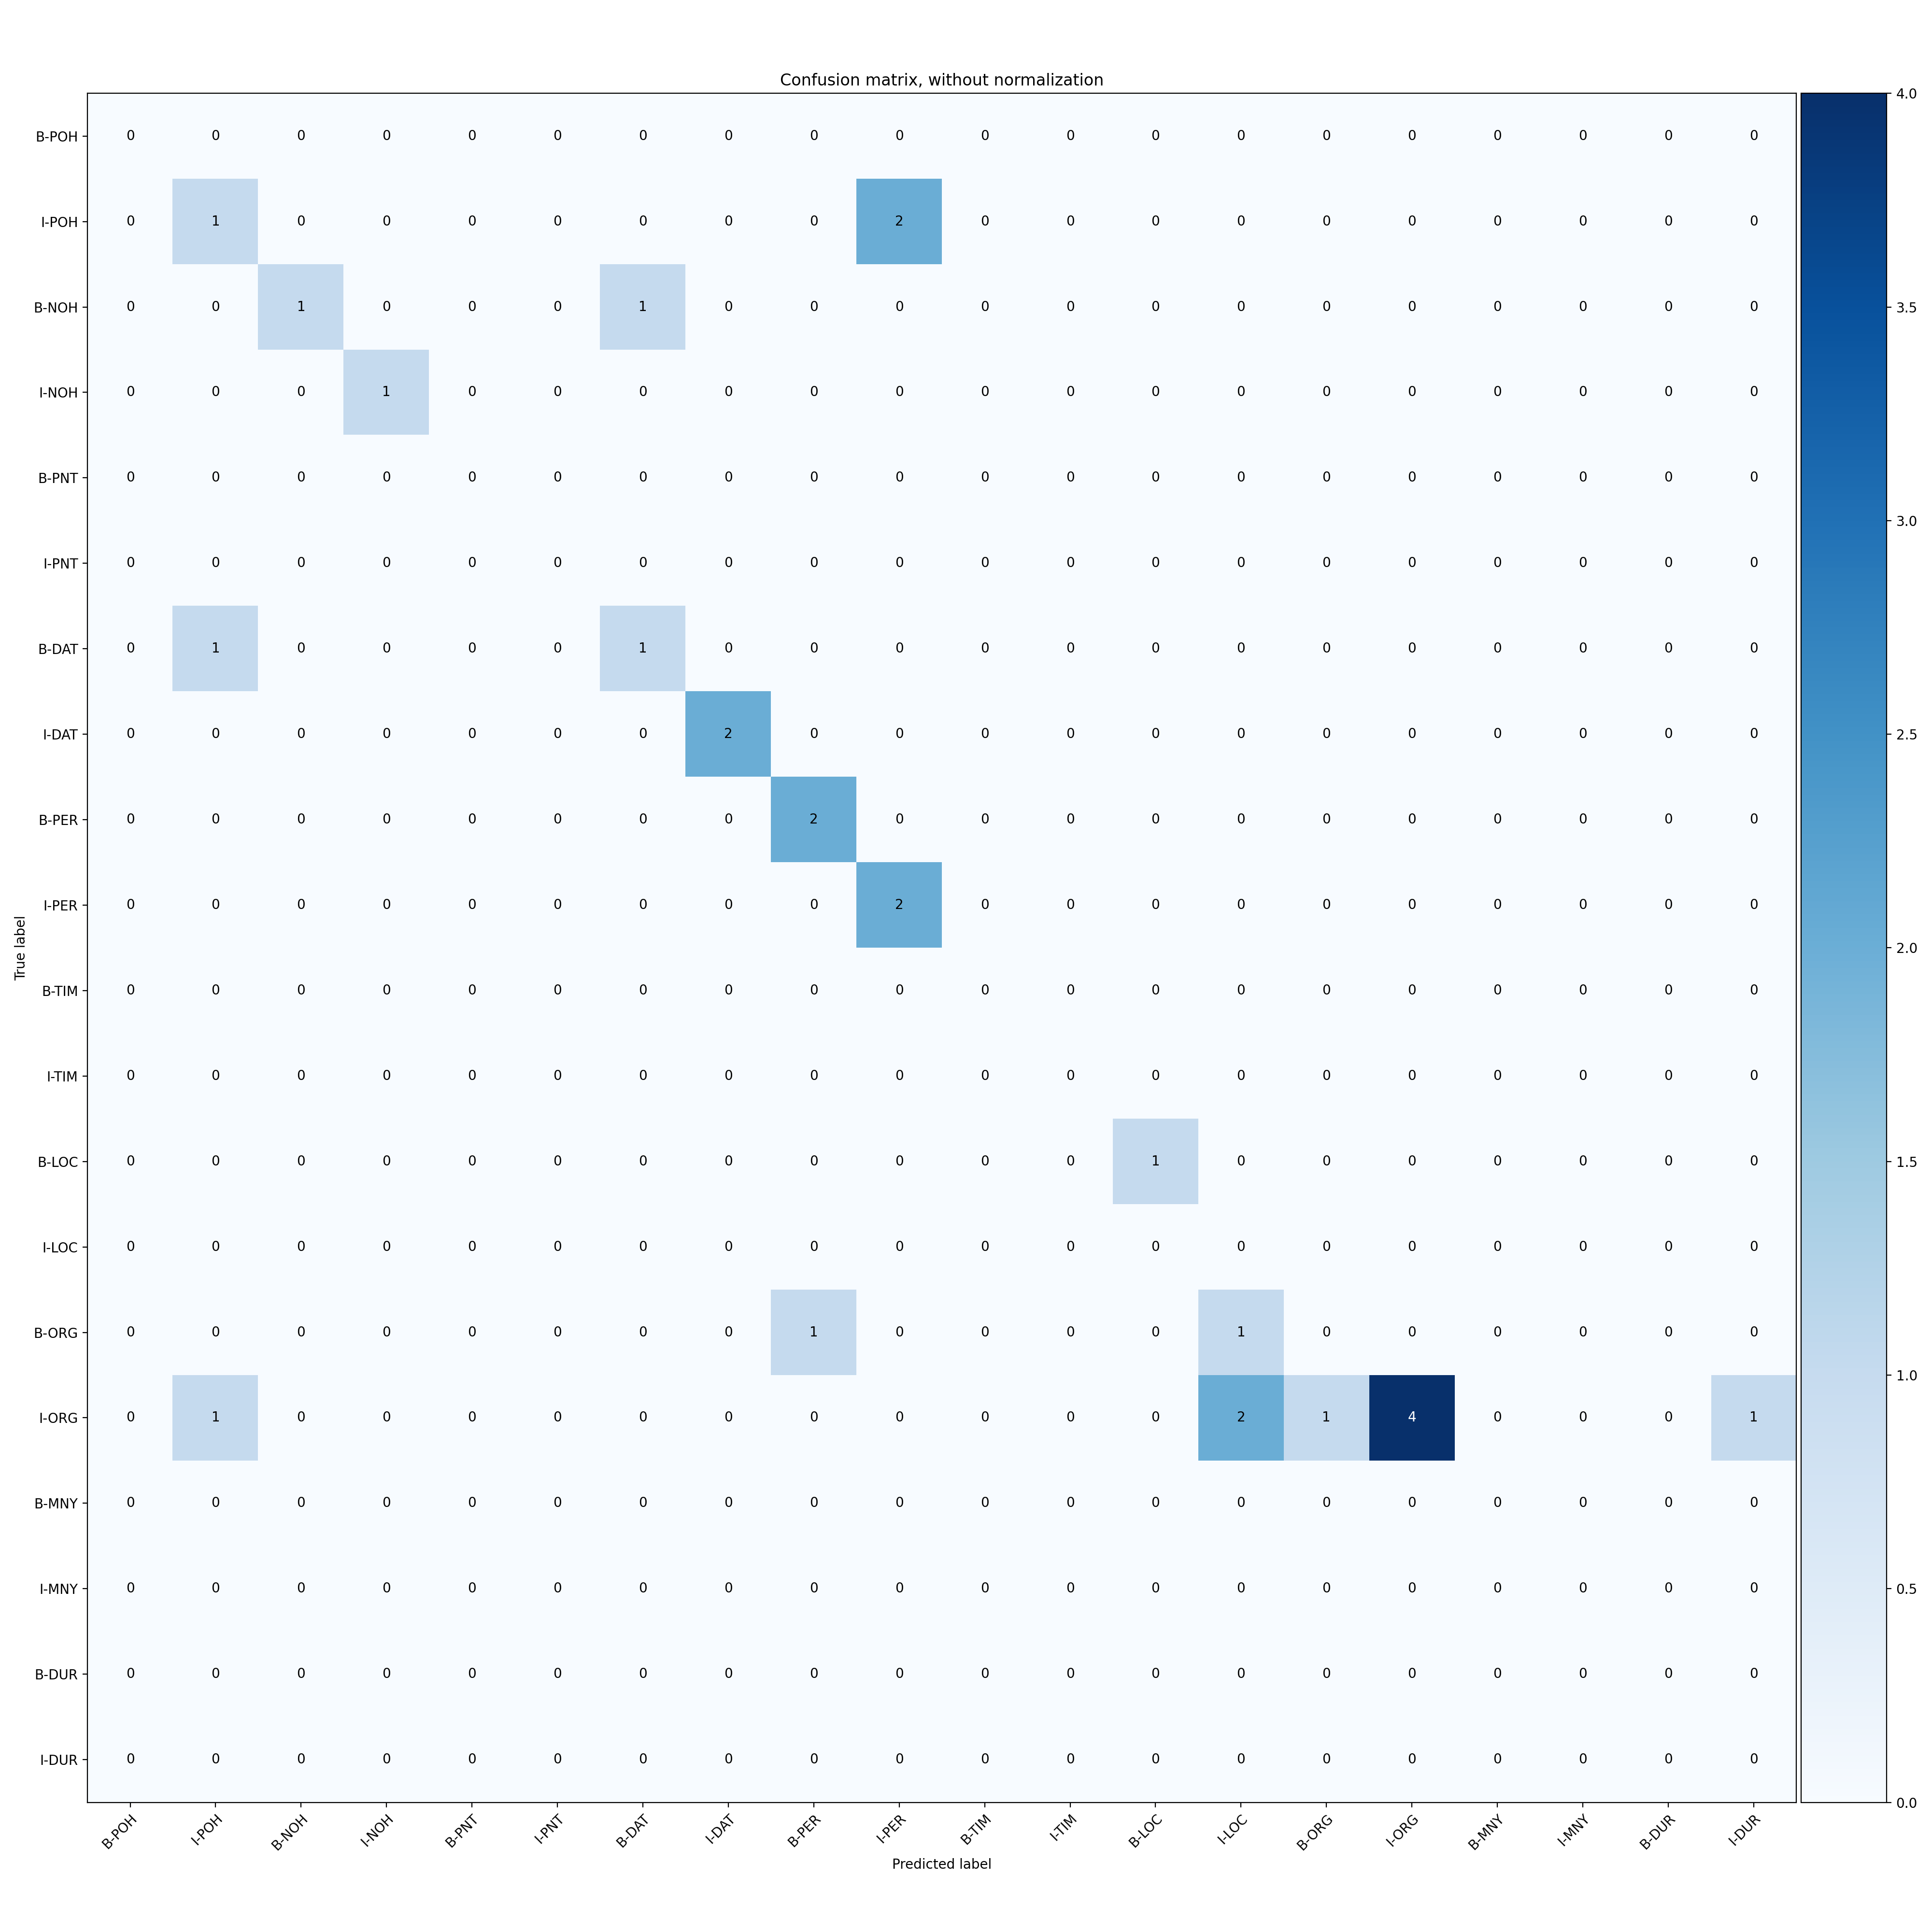 Confusion matrix, without normalization
B-POH 0 0 0 0 0 0 0 0 0 0 0 0 0 0 0 0 0 0 0 0
I-POH 0 1 0 0 0 0 0 0 0 2 0 0 0 0 0 0 0 0 0 0
B-NOH 0 0 1 0 0 0 1 0 0 0 0 0 0 0 0 0 0 0 0 0
I-NOH 0 0 0 1 0 0 0 0 0 0 0 0 0 0 0 0 0 0 0 0
B-PNT 0 0 0 0 0 0 0 0 0 0 0 0 0 0 0 0 0 0 0 0
I-PNT 0 0 0 0 0 0 0 0 0 0 0 0 0 0 0 0 0 0 0 0
B-DAT 0 1 0 0 0 0 1 0 0 0 0 0 0 0 0 0 0 0 0 0
I-DAT 0 0 0 0 0 0 0 2 0 0 0 0 0 0 0 0 0 0 0 0
B-PER 0 0 0 0 0 0 0 0 2 0 0 0 0 0 0 0 0 0 0 0
I-PER 0 0 0 0 0 0 0 0 0 2 0 0 0 0 0 0 0 0 0 0
B-TIM 0 0 0 0 0 0 0 0 0 0 0 0 0 0 0 0 0 0 0 0
I-TIM 0 0 0 0 0 0 0 0 0 0 0 0 0 0 0 0 0 0 0 0
B-LOC 0 0 0 0 0 0 0 0 0 0 0 0 1 0 0 0 0 0 0 0
I-LOC 0 0 0 0 0 0 0 0 0 0 0 0 0 0 0 0 0 0 0 0
B-ORG 0 0 0 0 0 0 0 0 1 0 0 0 0 1 0 0 0 0 0 0
I-ORG 0 1 0 0 0 0 0 0 0 0 0 0 0 2 1 4 0 0 0 1
B-MNY 0 0 0 0 0 0 0 0 0 0 0 0 0 0 0 0 0 0 0 0
I-MNY 0 0 0 0 0 0 0 0 0 0 0 0 0 0 0 0 0 0 0 0
B-DUR 0 0 0 0 0 0 0 0 0 0 0 0 0 0 0 0 0 0 0 0
I-DUR 0 0 0 0 0 0 0 0 0 0 0 0 0 0 0 0 0 0 0 0
B-POH I-POH B-NOH I-NOH B-PNT I-PNT B-DAT I-DAT B-PER I-PER B-TIM I-TIM B-LOC I-LOC B-ORG I-ORG B-MNY I-MNY B-DUR I-DUR
Predicted label
True label
4.0
3.5
3.0
2.5
2.0
1.5
1.0
0.5
0.0